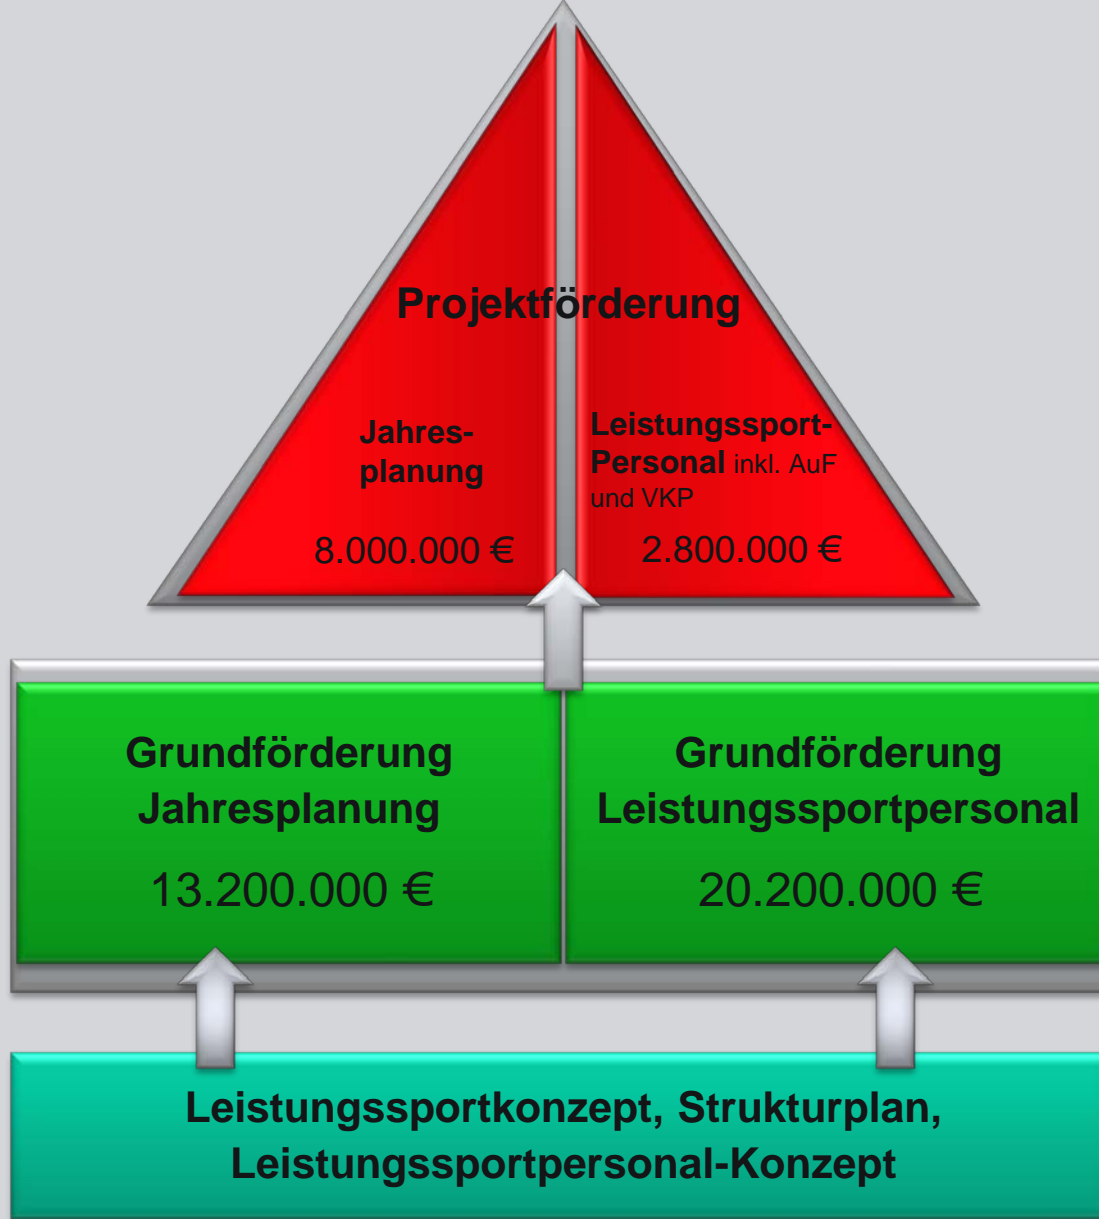 Projektförderung
Jahres-
planung
8.000.000 €
Leistungssport-
Personal inkl. AuF
und VKP
2.800.000 €
Grundförderung
Jahresplanung
13.200.000 €
Grundförderung
Leistungssportpersonal
20.200.000 €
Leistungssportkonzept, Strukturplan,
Leistungssportpersonal-Konzept